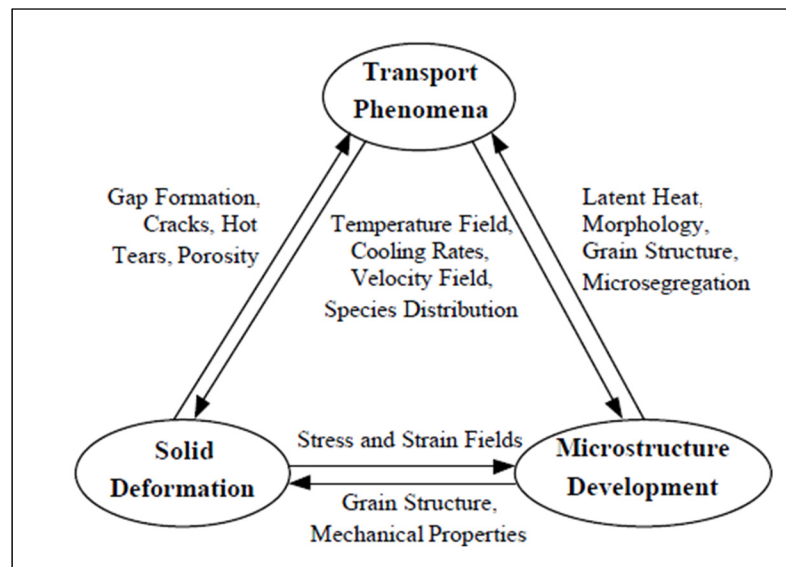 Transport
Phenomena
Gap Formation,
Cracks, Hot
Tears, Porosity
Temperature Field,
Cooling Rates,
Velocity Field,
Species Distribution
Latent Heat,
Morphology,
Grain Structure,
Microsegregation
Solid
Deformation
Stress and Strain Fields
Grain Structure,
Mechanical Properties
Microstructure
Development